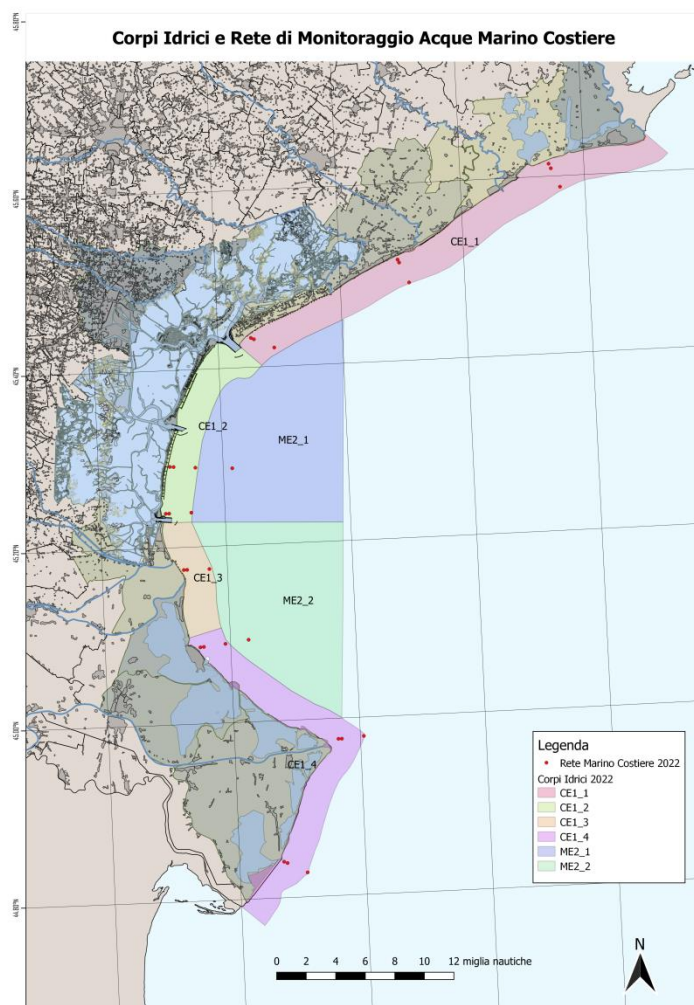 Corpi Idrici e Rete di Monitoraggio Acque Marino Costiere
CE1_1
CE1_2
ME2_1
CE1_3
ME2_2
CE1_4
Legenda
Rete Marino Costiere 2022
Corpi Idrici 2022
CE1_1
CE1_2
CE1_3
CE1_4
ME2_1
ME2_2
N
0 2 4 6 8 10 12 miglia nautiche